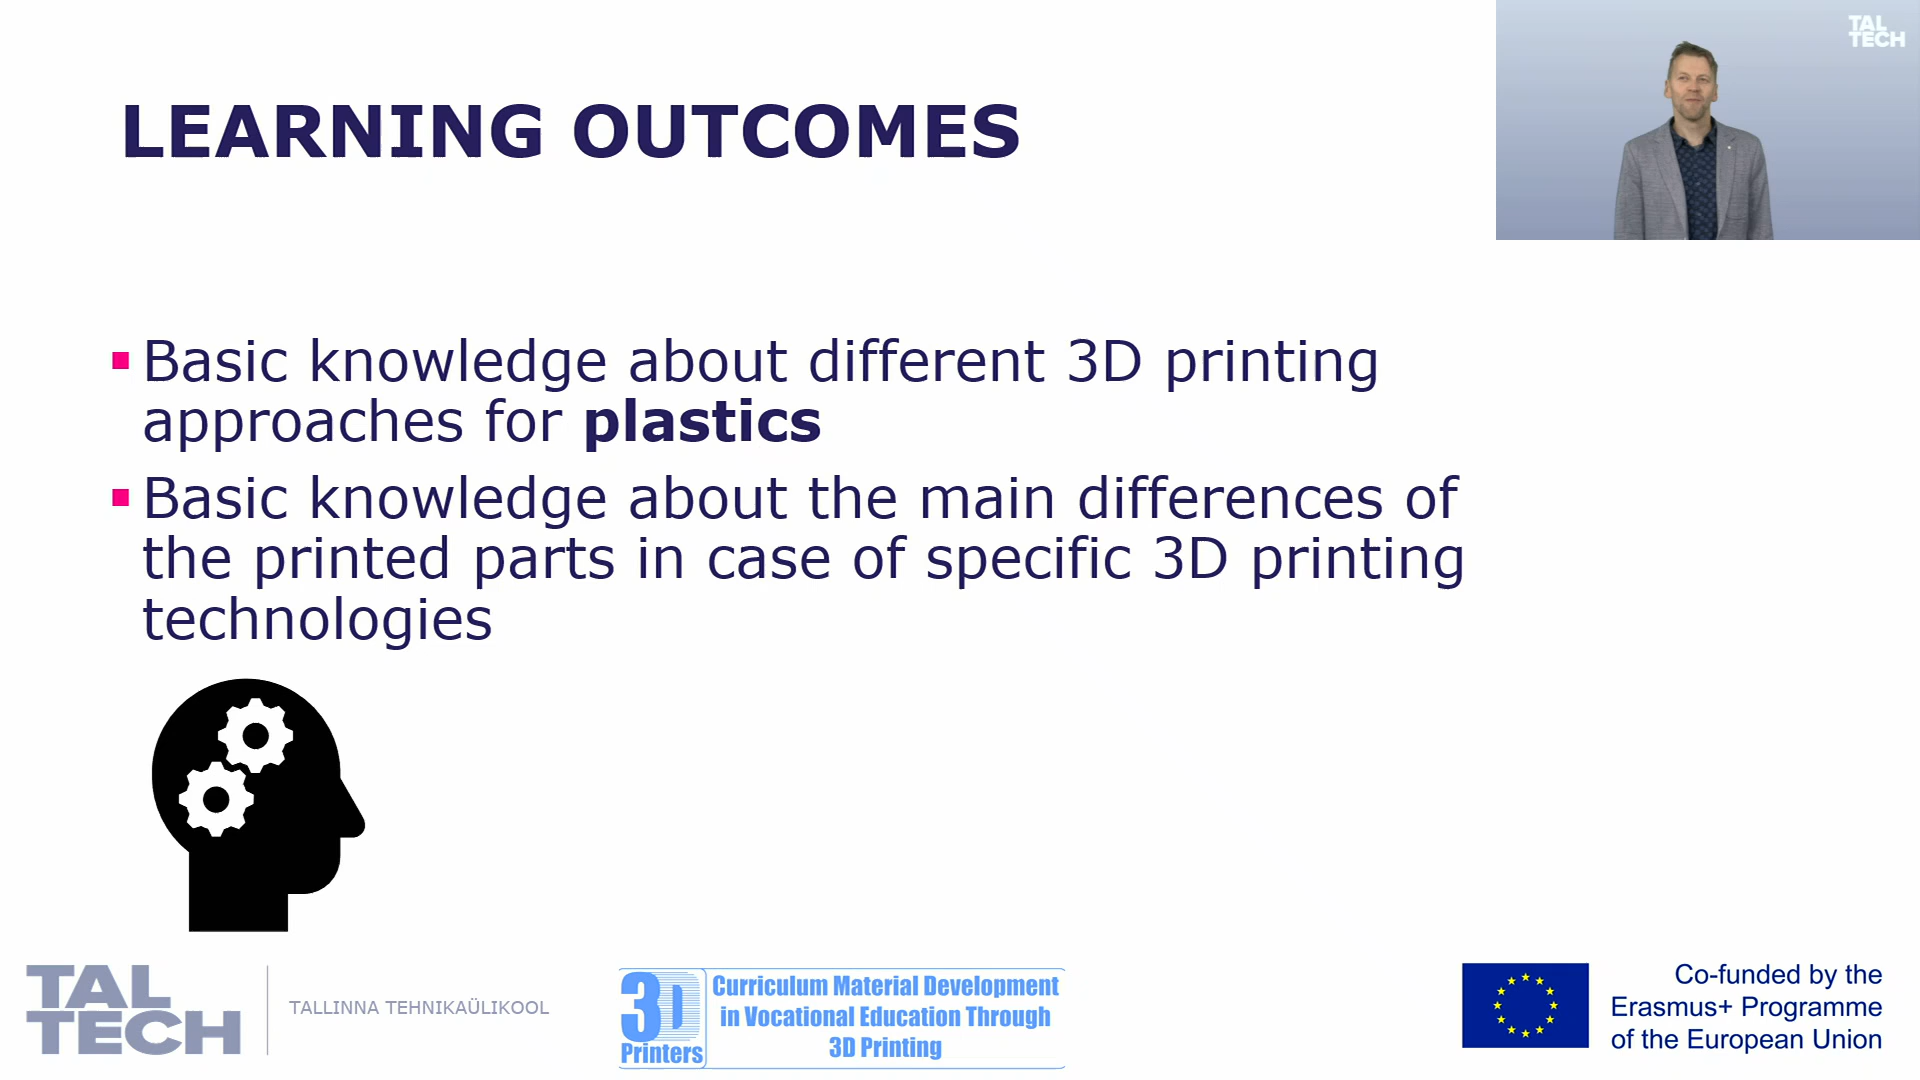 TAL
TECH
LEARNING OUTCOMES
▪ Basic knowledge about different 3D printing
approaches for plastics
▪ Basic knowledge about the main differences of
the printed parts in case of specific 3D printing
technologies
TAL
TECH
TALLINNA TEHNIKAÜLIKOOL
3D
Printers
Curriculum Material Development
in Vocational Education Through
3D Printing
Co-funded by the
Erasmus+ Programme
of the European Union